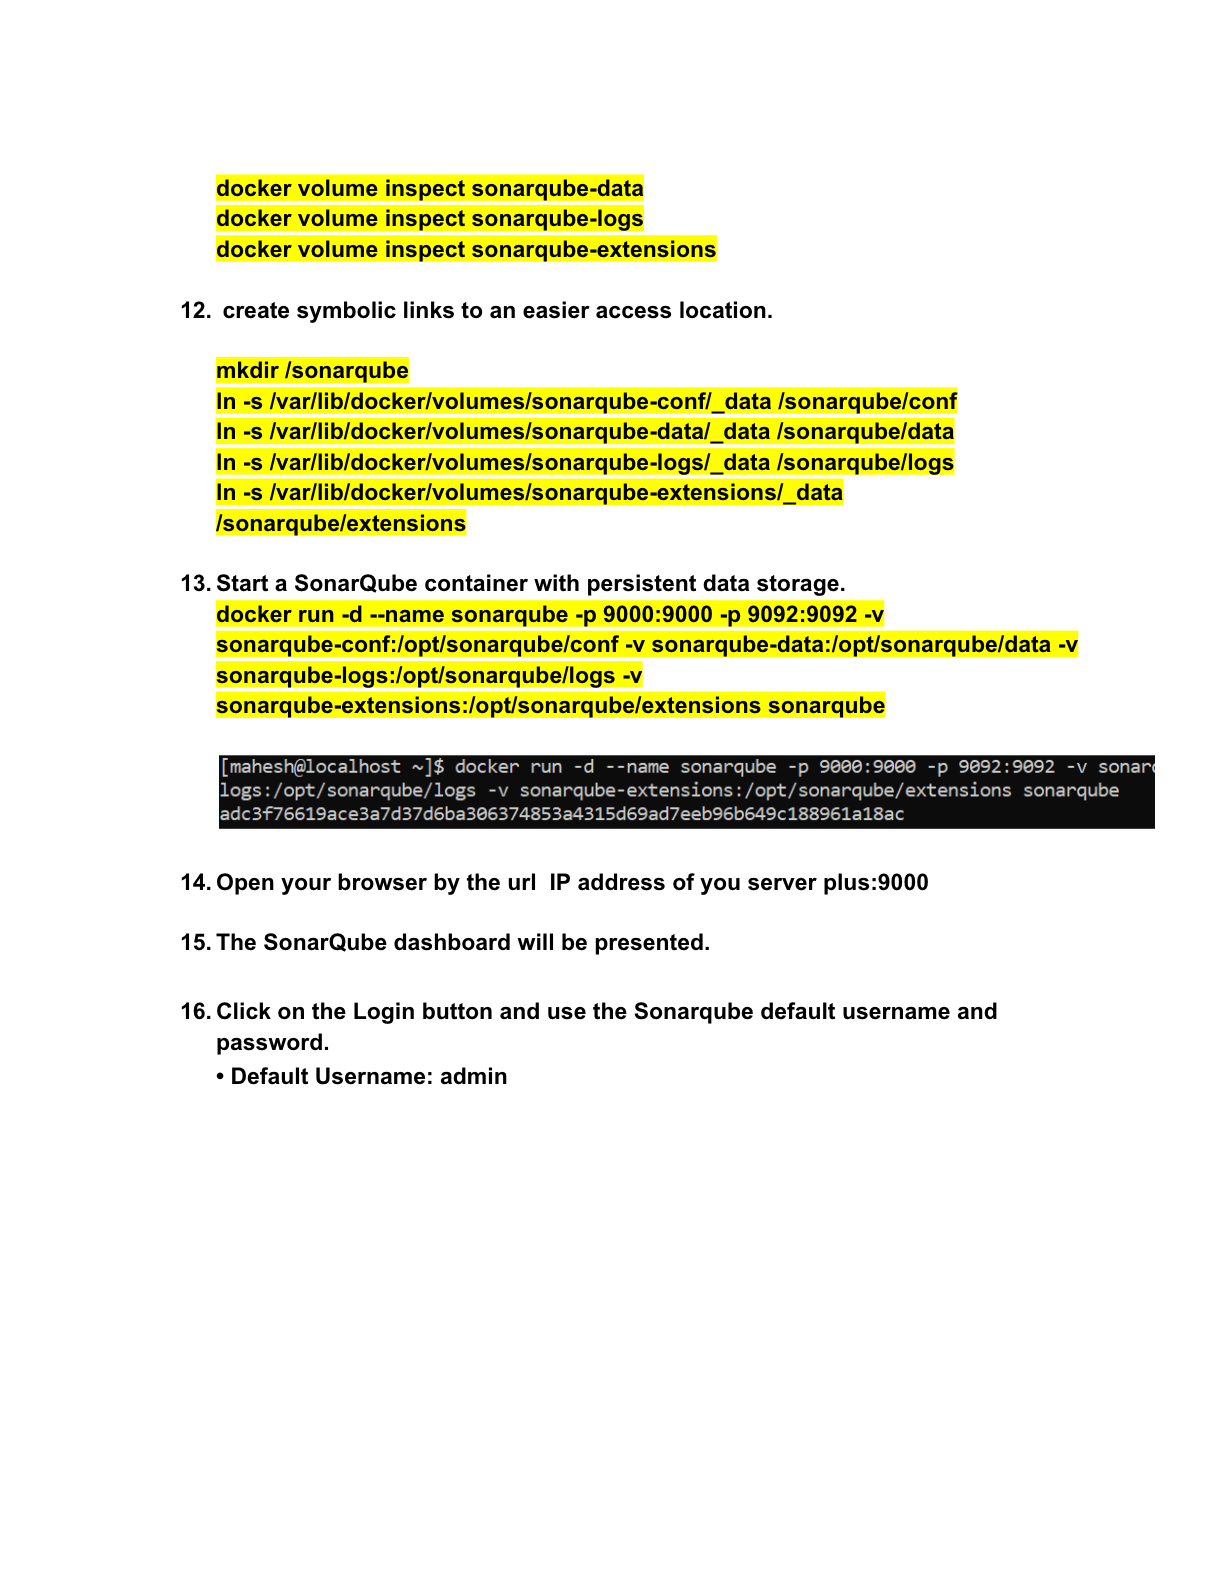 docker volume inspect sonarqube-data
docker volume inspect sonarqube-logs
docker volume inspect sonarqube-extensions
12. create symbolic links to an easier access location.
mkdir /sonarqube
ln -s /var/lib/docker/volumes/sonarqube-conf/_data /sonarqube/conf
ln -s /var/lib/docker/volumes/sonarqube-data/_data /sonarqube/data
ln -s /var/lib/docker/volumes/sonarqube-logs/_data /sonarqube/logs
ln -s /var/lib/docker/volumes/sonarqube-extensions/_data
/sonarqube/extensions
13. Start a SonarQube container with persistent data storage.
docker run -d --name sonarqube -p 9000:9000 -p 9092:9092 -v
sonarqube-conf:/opt/sonarqube/conf -v sonarqube-data:/opt/sonarqube/data -v
sonarqube-logs:/opt/sonarqube/logs -v
sonarqube-extensions:/opt/sonarqube/extensions sonarqube
[mahesh@localhost ~]$ docker run -d --name sonarqube -p 9000:9000 -p 9092:9092 -v sonarc
logs:/opt/sonarqube/logs -v sonarqube-extensions:/opt/sonarqube/extensions sonarqube
adc3f76619ace3a7d37d6ba306374853a4315d69ad7eeb96b649c188961a18ac
14. Open your browser by the url  IP address of you server plus:9000
15. The SonarQube dashboard will be presented.
16. Click on the Login button and use the Sonarqube default username and
password.
• Default Username: admin